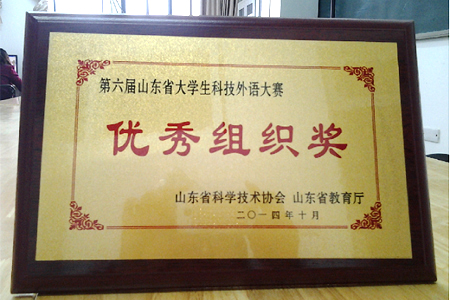 第六届山东省大学生科技外语大赛
优秀组织奖
山东省科学技术协会 山东省教育厅
二〇一四年十月